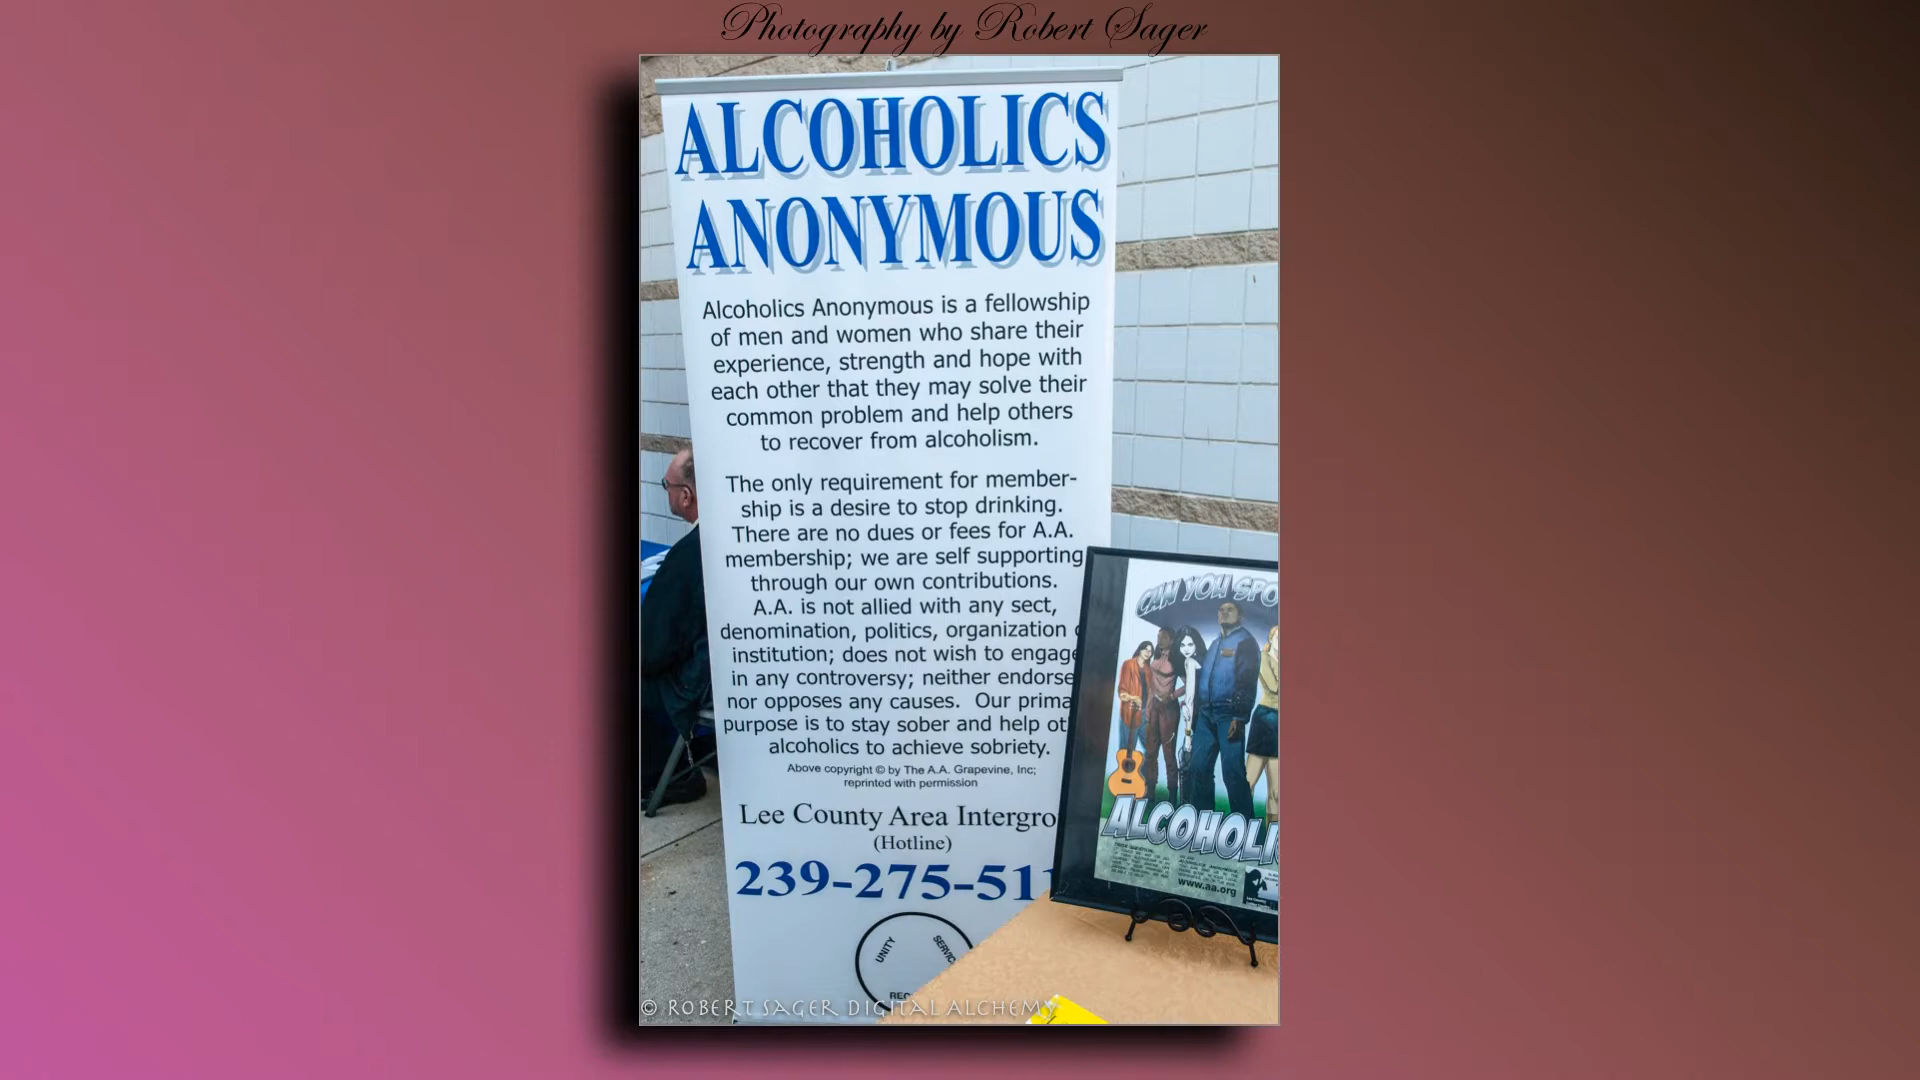 Photography by Robert Sager
ALCOHOLICS
ANONYMOUS
Alcoholics Anonymous is a fellowship
of men and women who share their
experience, strength and hope with
each other that they may solve their
common problem and help others
to recover from alcoholism.
The only requirement for member-
ship is a desire to stop drinking.
There are no dues or fees for A.A.
membership; we are self supporting
through our own contributions.
A.A. is not allied with any sect,
denomination, politics, organization
institution; does not wish to engage
in any controversy; neither endorse
nor opposes any causes. Our prima
purpose is to stay sober and help ot
alcoholics to achieve sobriety.
Above copyright © by The A.A. Grapevine, Inc;
reprinted with permission
Lee County Area Intergro
(Hotline)
239-275-511
UNITY
SERVIC
REC
CAN YOU SPO
ALCOHOLI
www.aa.org
© ROBERT SAGER DIGITAL ALCHEMY